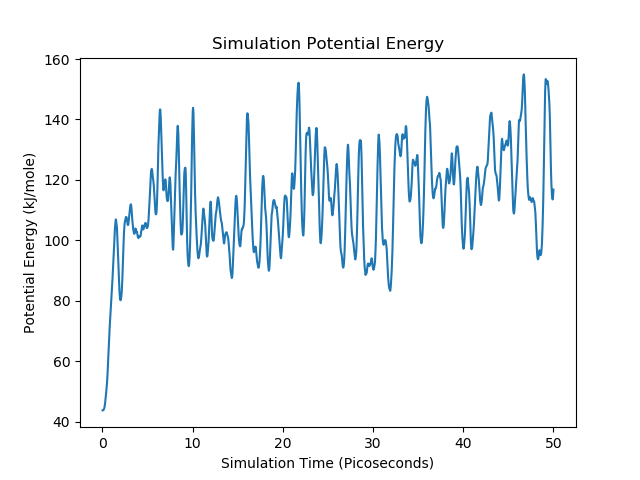 Simulation Potential Energy
Potential Energy (kJ/mole)
160
140
120
100
80
60
40
0 10 20 30 40 50
Simulation Time (Picoseconds)